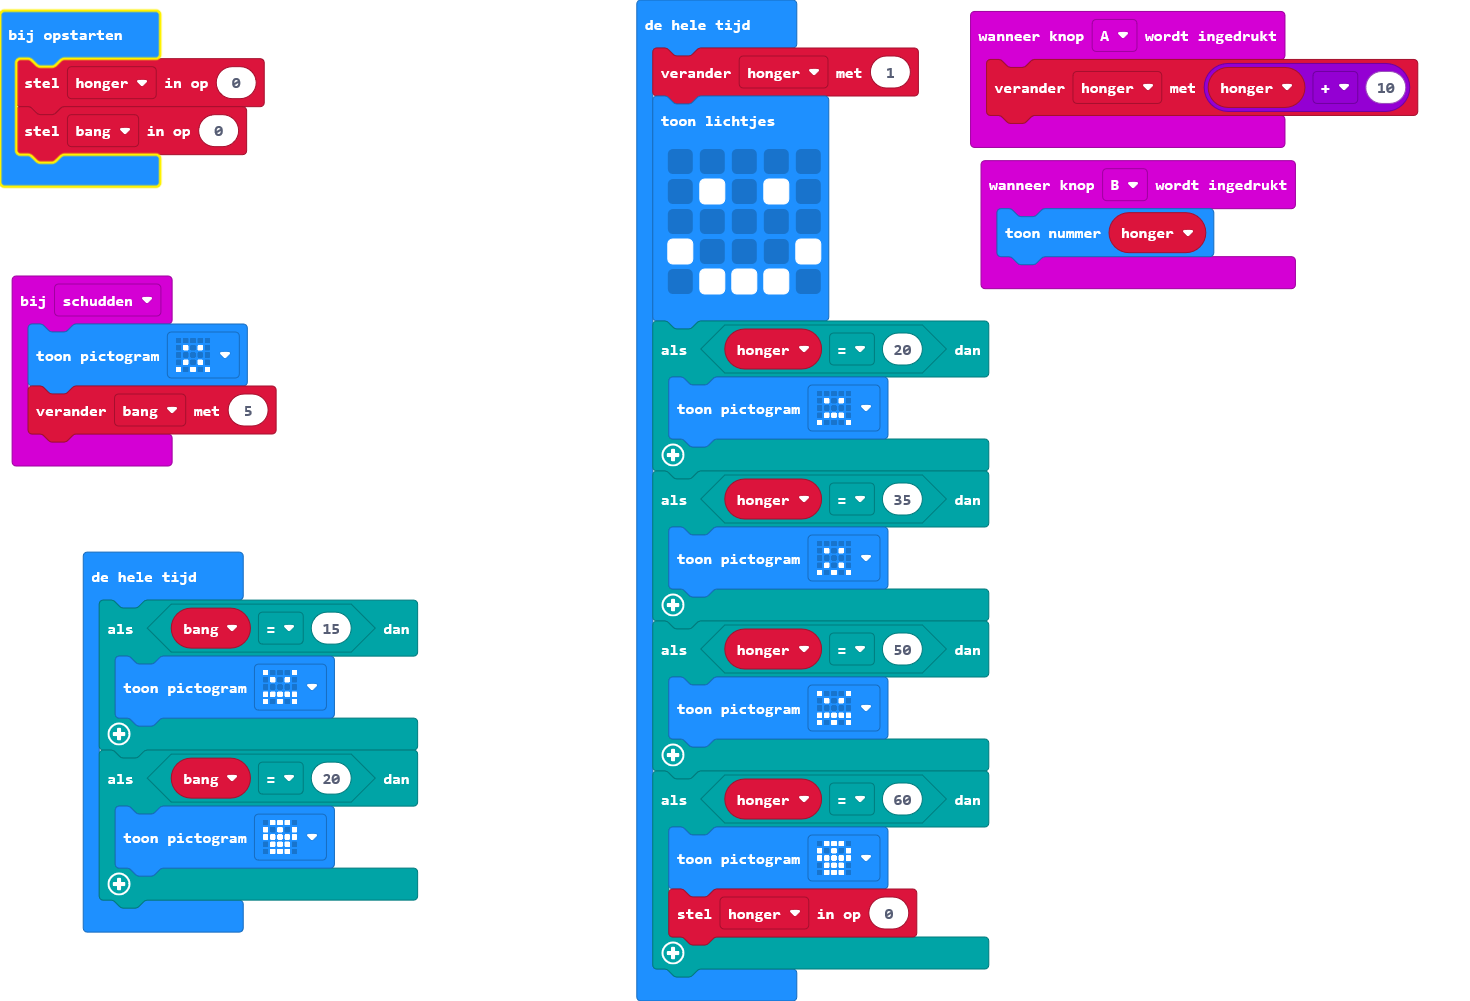 bij opstarten
stel honger in op 0
stel bang in op 0
bij schudden
toon pictogram
verander bang met 5
de hele tijd
als bang = 15 dan
toon pictogram
als bang = 20 dan
toon pictogram
de hele tijd
verander honger met 1
toon lichtjes
als honger = 20 dan
toon pictogram
als honger = 35 dan
toon pictogram
als honger = 50 dan
toon pictogram
als honger = 60 dan
toon pictogram
stel honger in op 0
wanneer knop A wordt ingedrukt
verander honger met honger + 10
wanneer knop B wordt ingedrukt
toon nummer honger